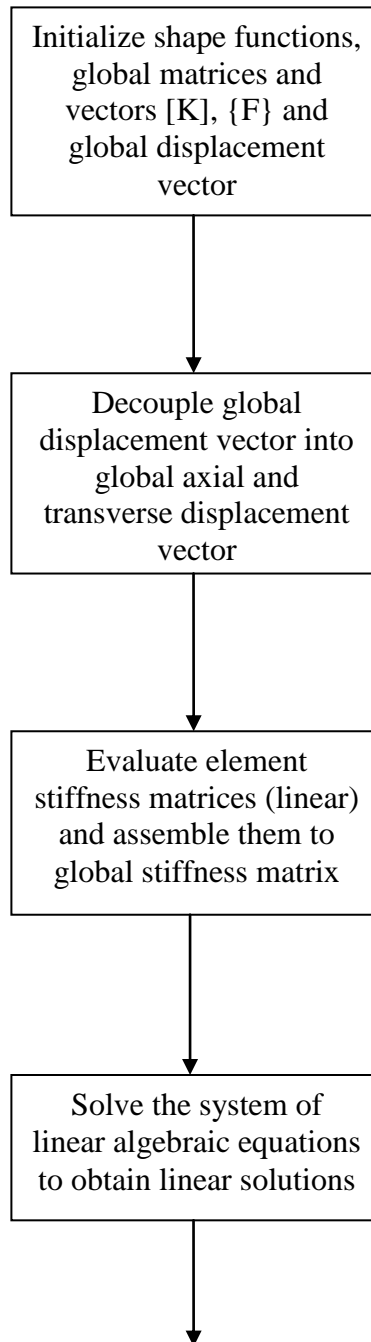 Initialize shape functions,
global matrices and
vectors [K], {F} and
global displacement
vector
Decouple global
displacement vector into
global axial and
transverse displacement
vector
Evaluate element
stiffness matrices (linear)
and assemble them to
global stiffness matrix
Solve the system of
linear algebraic equations
to obtain linear solutions